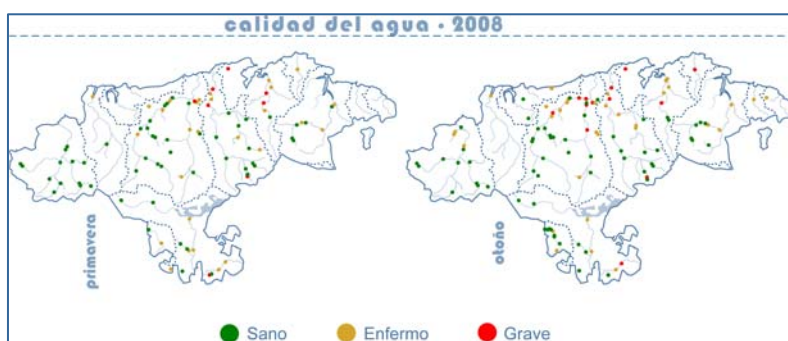 calidad del agua · 2008
primavera
otoño
Sano
Enfermo
Grave